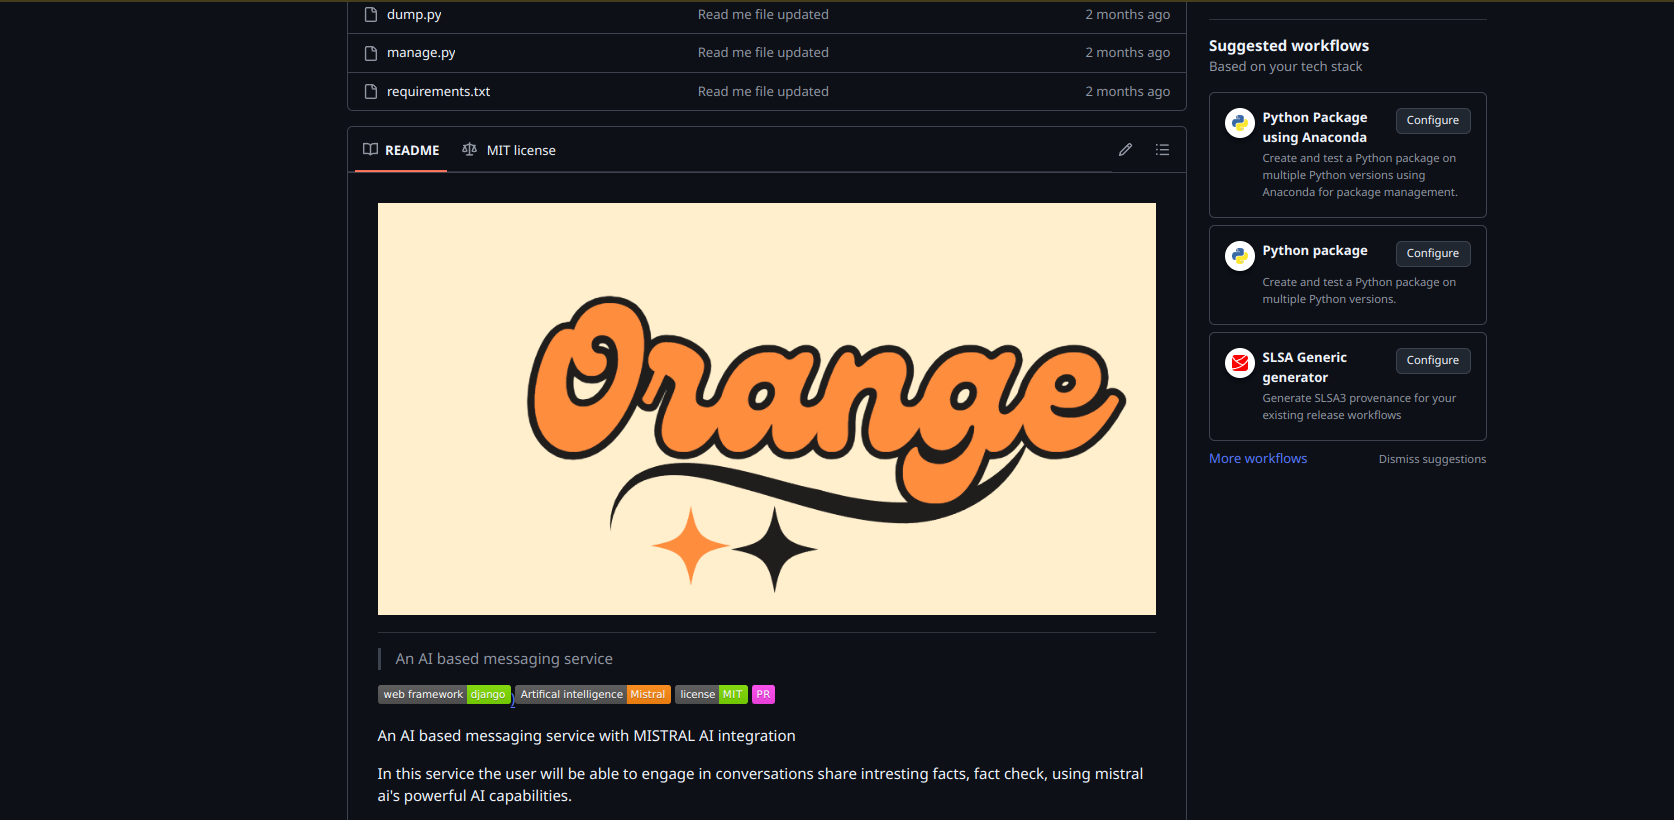 dump.py Read me file updated 2 months ago
manage.py Read me file updated 2 months ago
requirements.txt Read me file updated 2 months ago
README MIT license
Orange
An AI based messaging service
web framework django ) Artifical intelligence Mistral license MIT PR
An AI based messaging service with MISTRAL AI integration
In this service the user will be able to engage in conversations share intresting facts, fact check, using mistral
ai's powerful AI capabilities.
Suggested workflows
Based on your tech stack
Python Package Configure
using Anaconda
Create and test a Python package on
multiple Python versions using
Anaconda for package management.
Python package Configure
Create and test a Python package on
multiple Python versions.
SLSA Generic Configure
generator
Generate SLSA3 provenance for your
existing release workflows
More workflows Dismiss suggestions